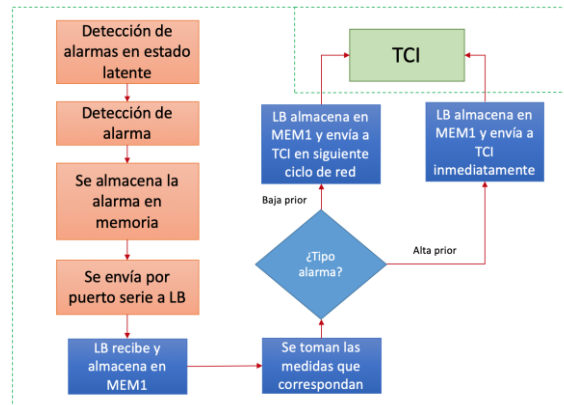 Detección de
alarmas en estado
latente
Detección de
alarma
Se almacena la
alarma en
memoria
Se envía por
puerto serie a LB
LB recibe y
almacena en
MEM1
Se toman las
medidas que
correspondan
¿Tipo
alarma?
Baja prior
Alta prior
LB almacena en
MEM1 y envía a
TCI en siguiente
ciclo de red
LB almacena en
MEM1 y envía a
TCI
inmediatamente
TCI